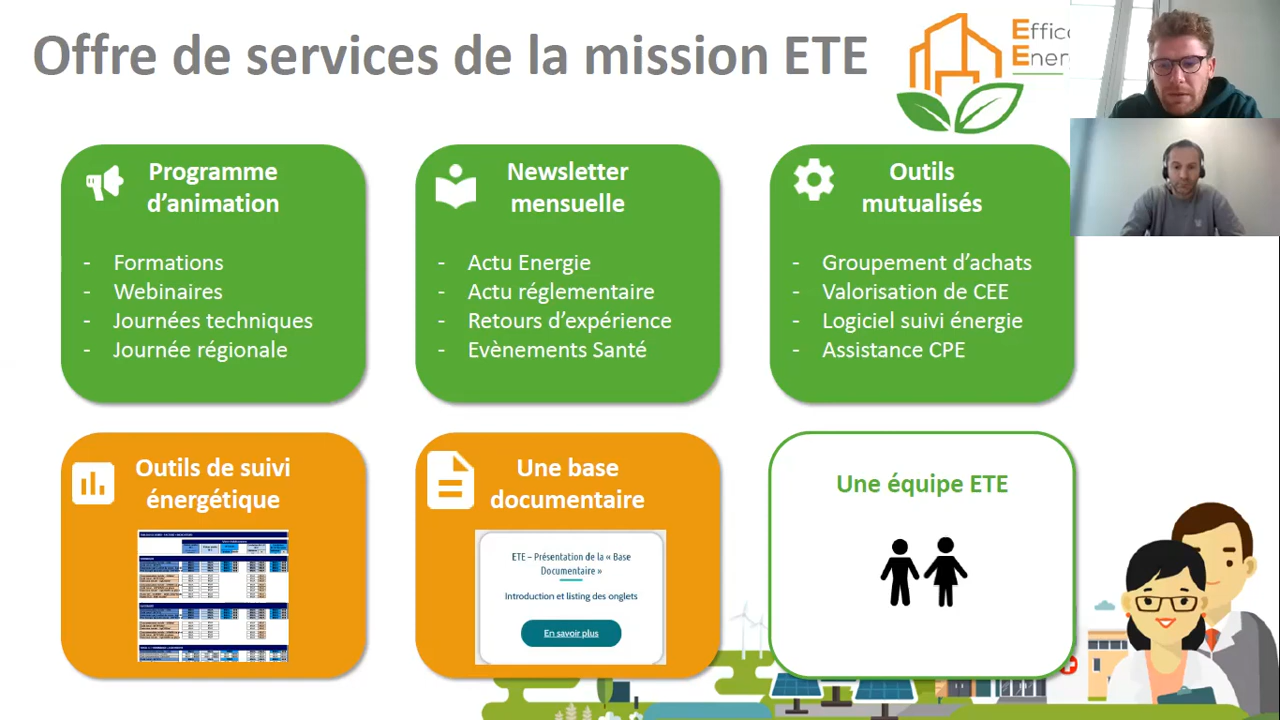 Offre de services de la mission ETE
Programme
d'animation
- Formations
- Webinaires
- Journées techniques
- Journée régionale
Newsletter
mensuelle
- Actu Energie
- Actu réglementaire
- Retours d'expérience
- Evènements Santé
Outils
mutualisés
- Groupement d'achats
- Valorisation de CEE
- Logiciel suivi énergie
- Assistance CPE
Outils de suivi
énergétique
Une base
documentaire
ETE – Présentation de la « Base
Documentaire »
Introduction et listing des onglets
En savoir plus
Une équipe ETE